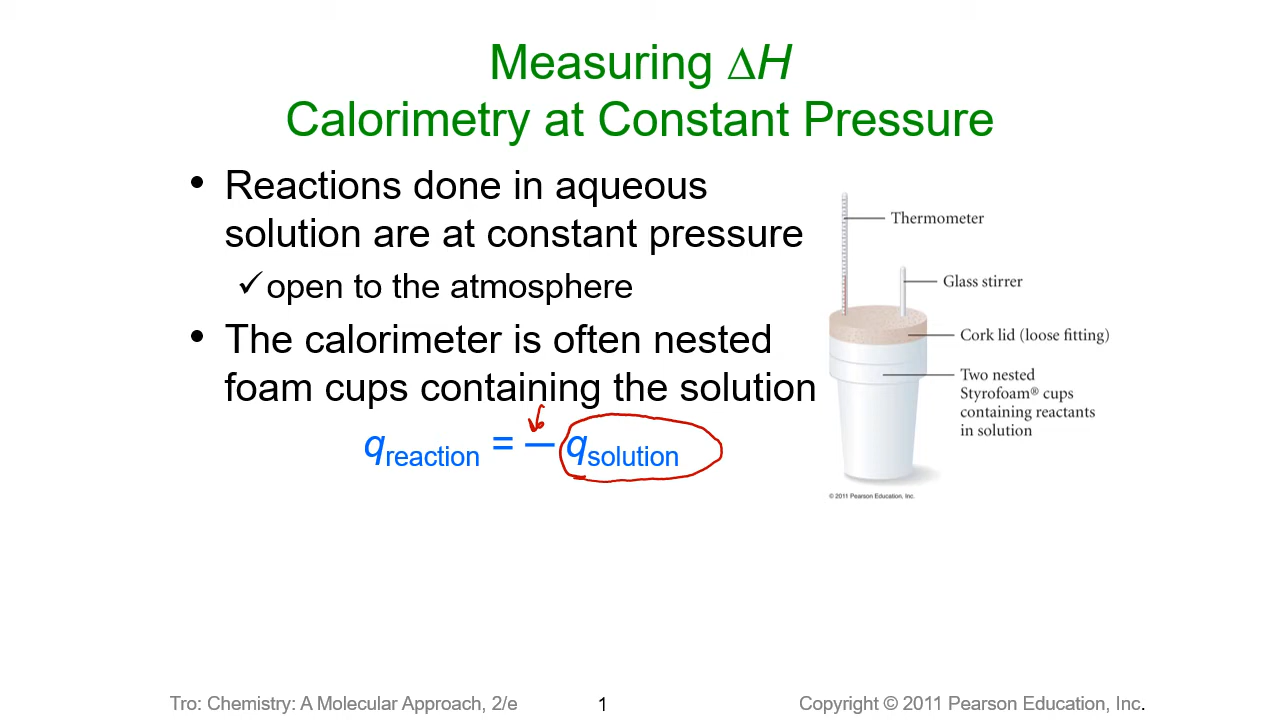 Measuring ΔH
Calorimetry at Constant Pressure
• Reactions done in aqueous
solution are at constant pressure
✓open to the atmosphere
• The calorimeter is often nested
foam cups containing the solution
qreaction = — qsolution
Thermometer
Glass stirrer
Cork lid (loose fitting)
Two nested
Styrofoam® cups
containing reactants
in solution
© 2011 Pearson Education, Inc.
Tro: Chemistry: A Molecular Approach, 2/e
1
Copyright © 2011 Pearson Education, Inc.